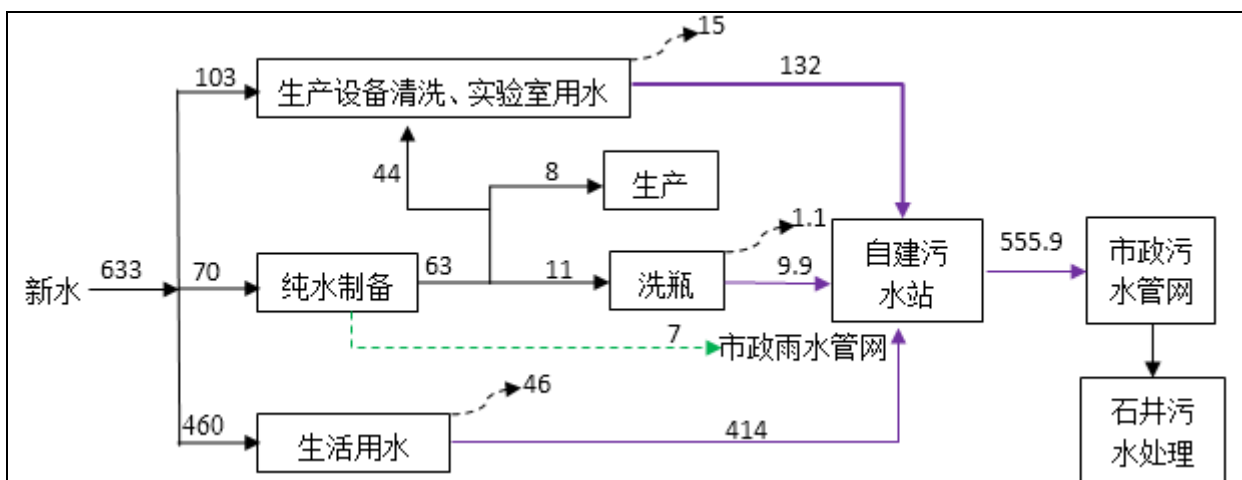 15
103
生产设备清洗、实验室用水
132
44
8
生产
1.1
新水
633
70
纯水制备
63
11
洗瓶
9.9
自建污
水站
555.9
市政污
水管网
7
市政雨水管网
46
460
生活用水
414
石井污
水处理